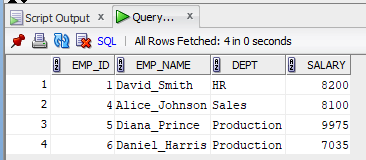 Script Output Query...
SQL All Rows Fetched: 4 in 0 seconds
EMP_ID EMP_NAME DEPT SALARY
1 1 David_Smith HR 8200
2 4 Alice_Johnson Sales 8100
3 5 Diana_Prince Production 9975
4 6 Daniel_Harris Production 7035